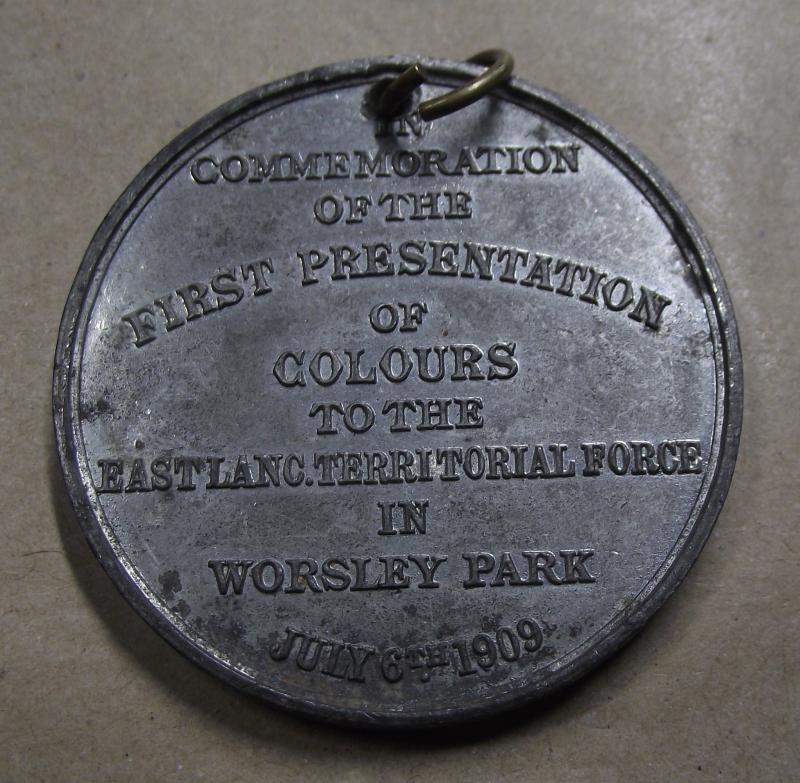 IN
COMMEMORATION
OF THE
FIRST PRESENTATION
OF
COLOURS
TO THE
EAST LANC. TERRITORIAL FORCE
IN
WORSLEY PARK
JULY 6TH 1909